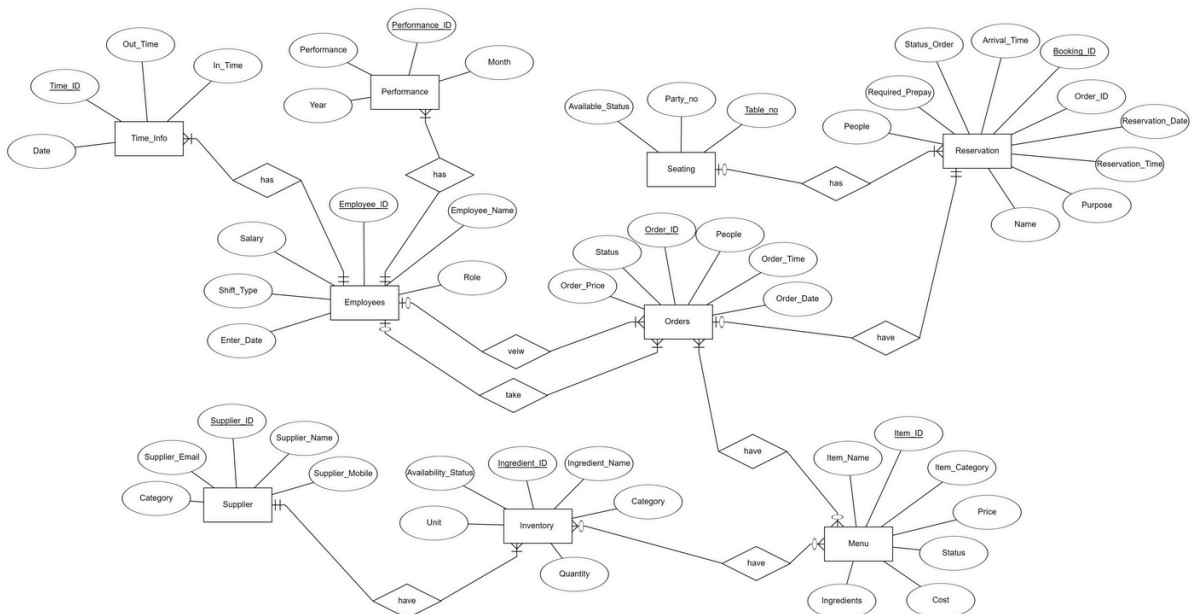 Out_Time
In_Time
Time_ID
Date
Time_Info
Performance_ID
Performance
Month
Year
Performance
has
has
Available_Status
Party_no
Table_no
Seating
has
Status_Order
Arrival_Time
Booking_ID
Required_Prepay
Order_ID
People
Reservation_Date
Reservation_Time
Purpose
Name
Reservation
Employee_ID
Employee_Name
Salary
Role
Shift_Type
Enter_Date
Employees
Order_ID
People
Status
Order_Time
Order_Price
Order_Date
Orders
have
veiw
take
Supplier_ID
Supplier_Name
Supplier_Email
Supplier_Mobile
Category
Supplier
have
Availability_Status
Ingredient_ID
Ingredient_Name
Category
Unit
Quantity
Inventory
have
have
Item_ID
Item_Name
Item_Category
Price
Status
Cost
Ingredients
Menu